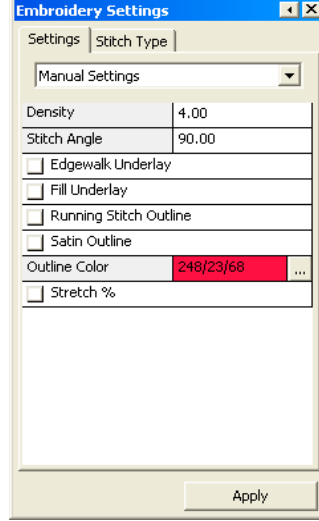 Embroidery Settings
Settings Stitch Type
Manual Settings
Density 4.00
Stitch Angle 90.00
Edgewalk Underlay
Fill Underlay
Running Stitch Outline
Satin Outline
Outline Color 248/23/68 ...
Stretch %
Apply